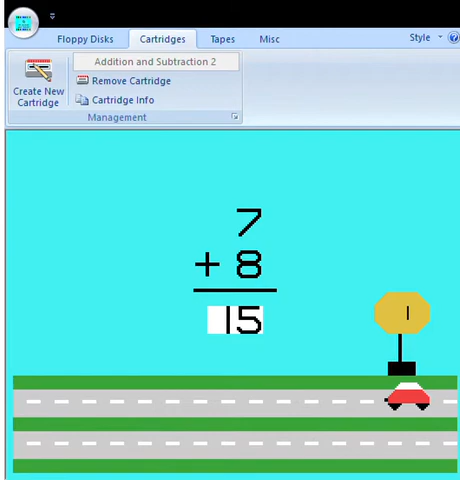 Floppy Disks Cartridges Tapes Misc Style
Addition and Subtraction 2
Remove Cartridge
Create New Cartridge
Cartridge Info
Management
7
+ 8
15
1